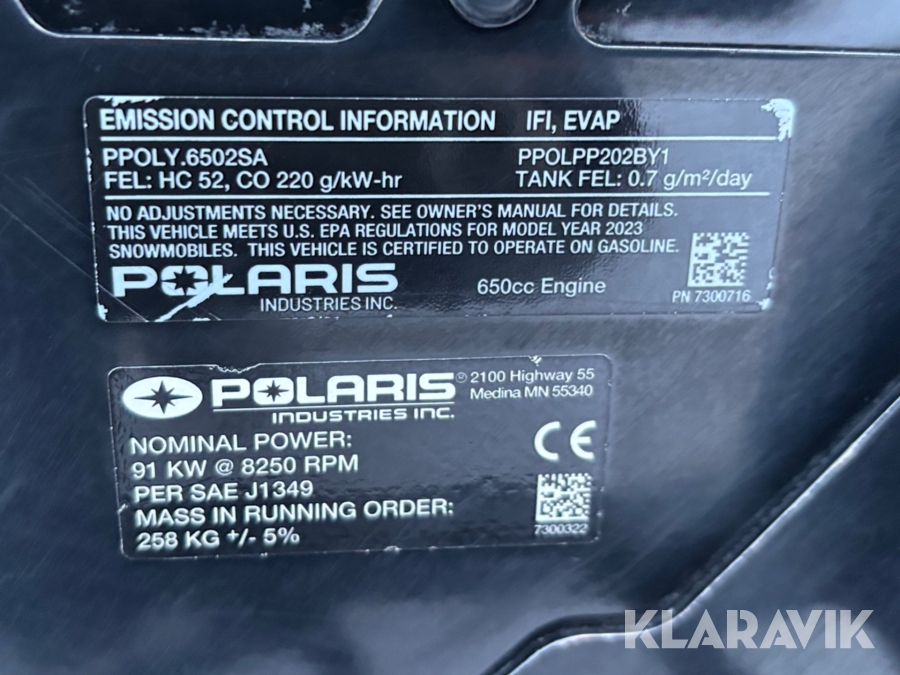 EMISSION CONTROL INFORMATION IFI, EVAP
PPOLY.6502SA PPOLPP202BY1
FEL: HC 52, CO 220 g/kW-hr TANK FEL: 0.7 g/m²/day
NO ADJUSTMENTS NECESSARY. SEE OWNER'S MANUAL FOR DETAILS.
THIS VEHICLE MEETS U.S. EPA REGULATIONS FOR MODEL YEAR 2023
SNOWMOBILES. THIS VEHICLE IS CERTIFIED TO OPERATE ON GASOLINE.
POLARIS
INDUSTRIES INC.
650cc Engine
PN 7300716
POLARIS® 2100 Highway 55
INDUSTRIES INC. Medina MN 55340
NOMINAL POWER:
91 KW @ 8250 RPM
PER SAE J1349
MASS IN RUNNING ORDER:
258 KG +/- 5%
CE
7300322
KLARAVIK